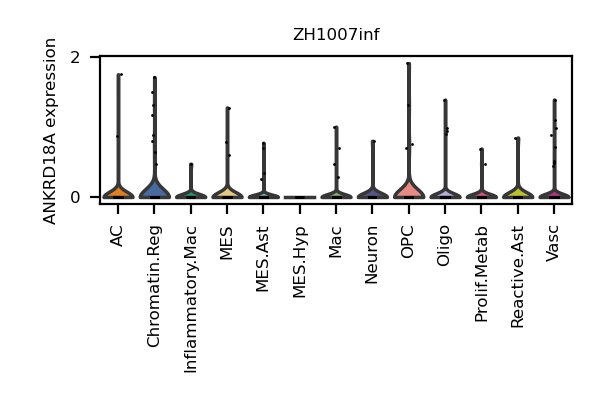 ZH1007inf
ANKRD18A expression
2
0
AC
Chromatin.Reg
Inflammatory.Mac
MES
MES.Ast
MES.Hyp
Mac
Neuron
OPC
Oligo
Prolif.Metab
Reactive.Ast
Vasc